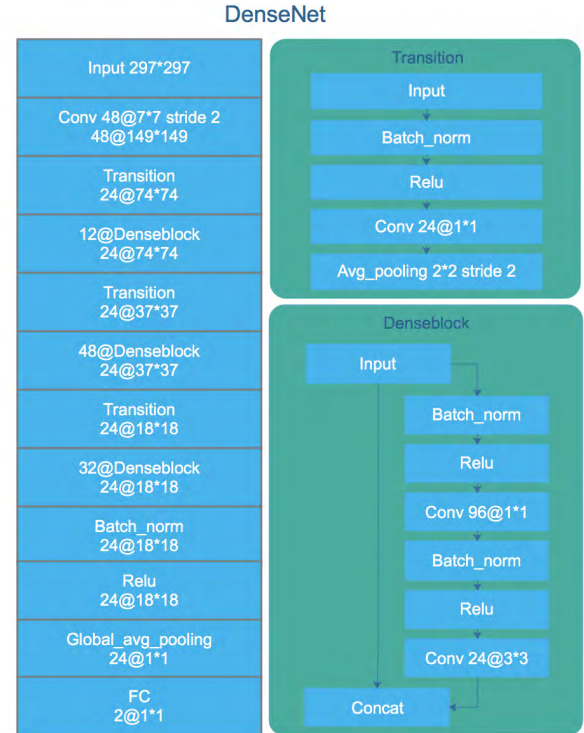 DenseNet
Input 297*297
Conv 48@7*7 stride 2
48@149*149
Transition
24@74*74
12@Denseblock
24@74*74
Transition
24@37*37
48@Denseblock
24@37*37
Transition
24@18*18
32@Denseblock
24@18*18
Batch_norm
24@18*18
Relu
24@18*18
Global_avg_pooling
24@1*1
FC
2@1*1
Transition
Input
Batch_norm
Relu
Conv 24@1*1
Avg_pooling 2*2 stride 2
Denseblock
Input
Batch_norm
Relu
Conv 96@1*1
Batch_norm
Relu
Conv 24@3*3
Concat